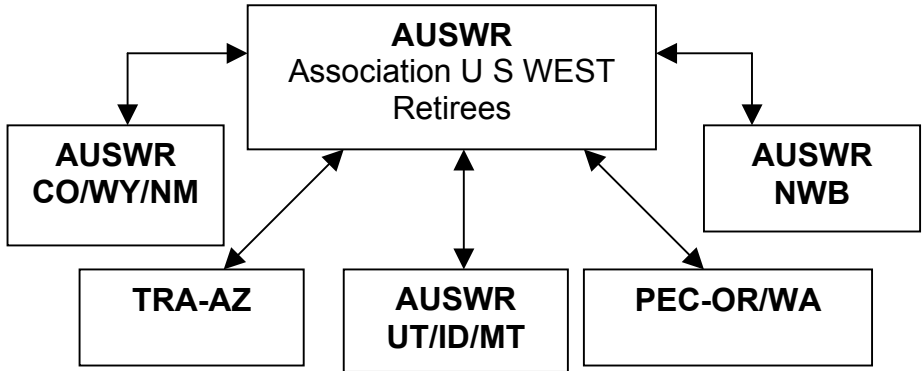 AUSWR
Association U S WEST
Retirees
AUSWR
CO/WY/NM
AUSWR
NWB
TRA-AZ
AUSWR
UT/ID/MT
PEC-OR/WA